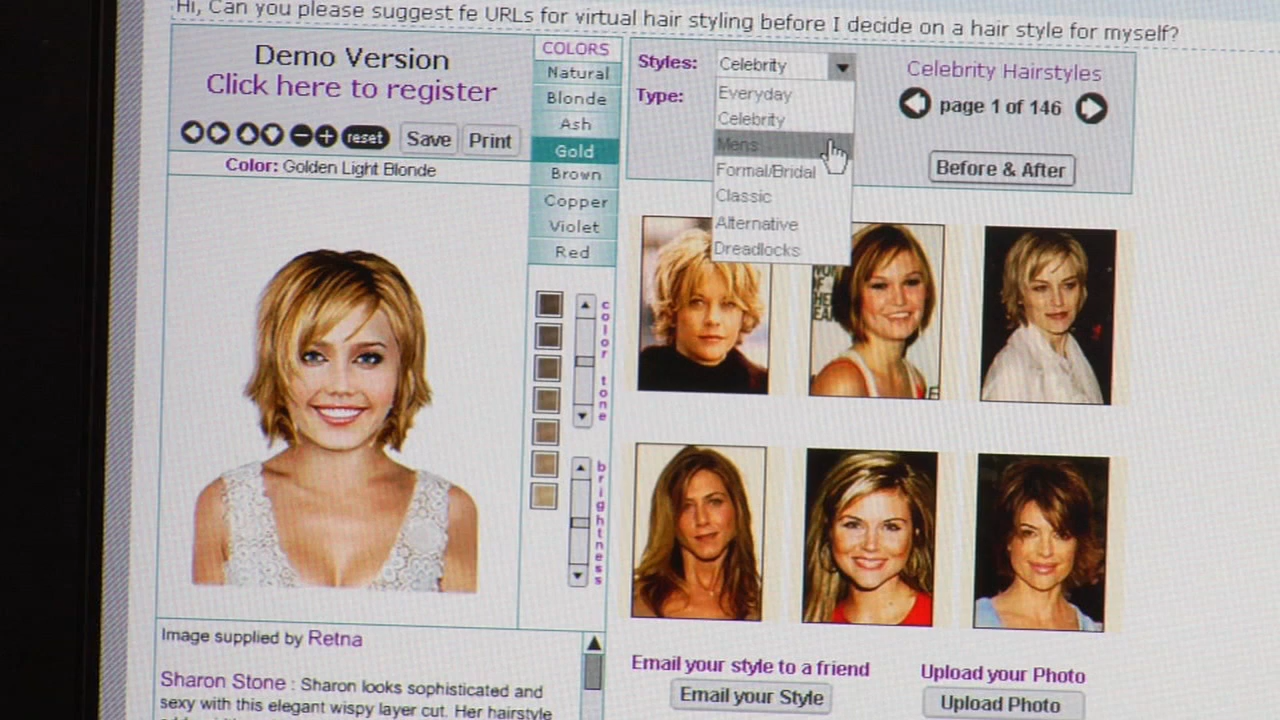 Hi, Can you please suggest fe URLs for virtual hair styling before I decide on a hair style for myself?
Demo Version
Click here to register
reset
Save
Print
Color: Golden Light Blonde
COLORS
Natural
Blonde
Ash
Gold
Brown
Copper
Violet
Red
color tone
brightness
Styles: Celebrity
Type:
Everyday
Celebrity
Mens
Formal/Bridal
Classic
Alternative
Dreadlocks
Celebrity Hairstyles
page 1 of 146
Before & After
Image supplied by Retna
Sharon Stone : Sharon looks sophisticated and
sexy with this elegant wispy layer cut. Her hairstyle
Email your style to a friend
Email your Style
Upload your Photo
Upload Photo